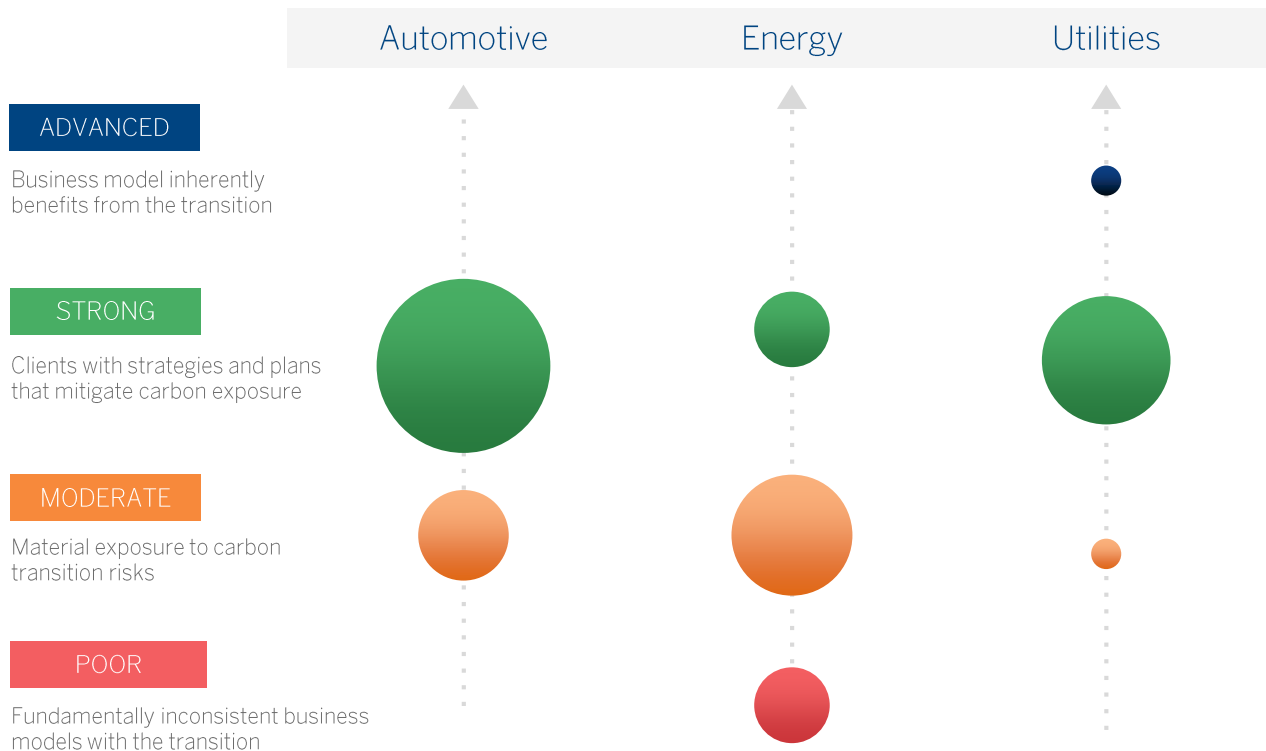 Automotive Energy Utilities
ADVANCED
Business model inherently
benefits from the transition
STRONG
Clients with strategies and plans
that mitigate carbon exposure
MODERATE
Material exposure to carbon
transition risks
POOR
Fundamentally inconsistent business
models with the transition